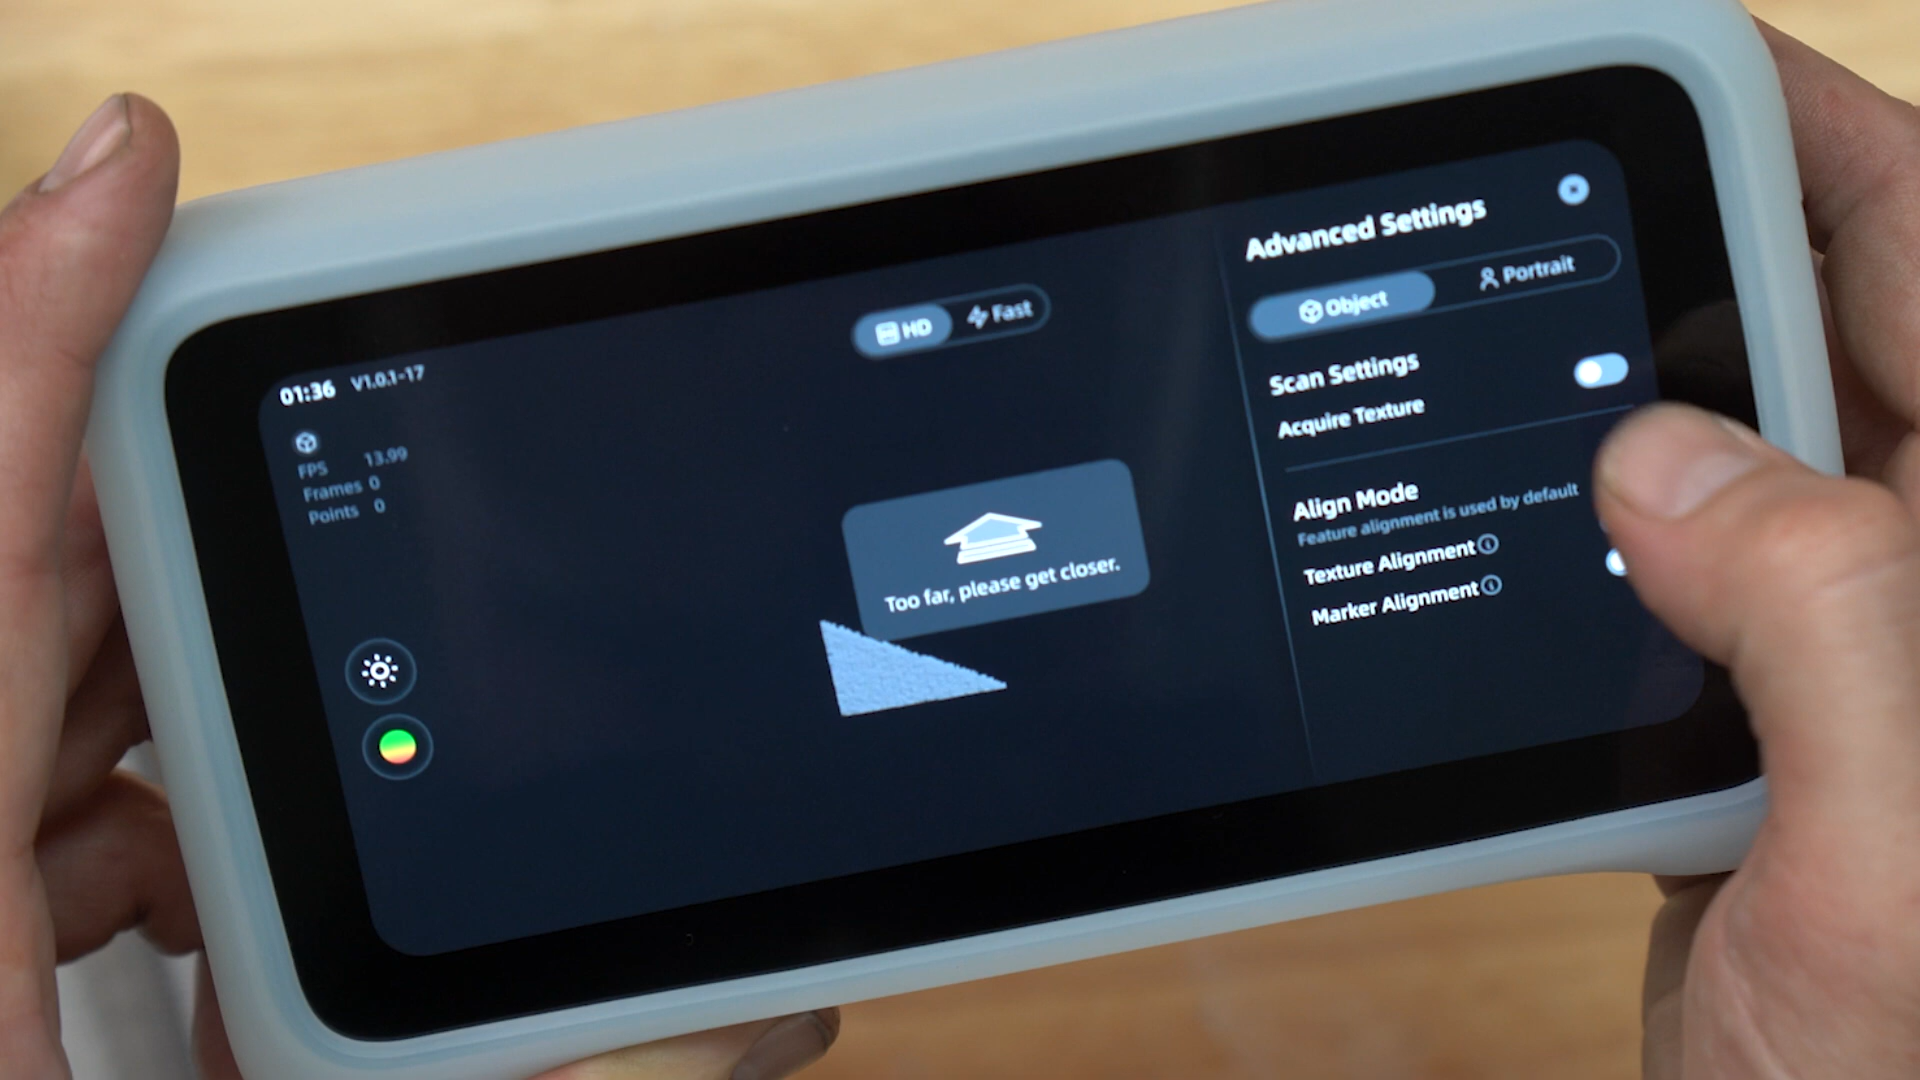 01:36 V1.0.1-17
FPS 13.99
Frames 0
Points 0
HD Fast
Too far, please get closer.
Advanced Settings
Object Portrait
Scan Settings
Acquire Texture
Align Mode
Feature alignment is used by default
Texture Alignment
Marker Alignment